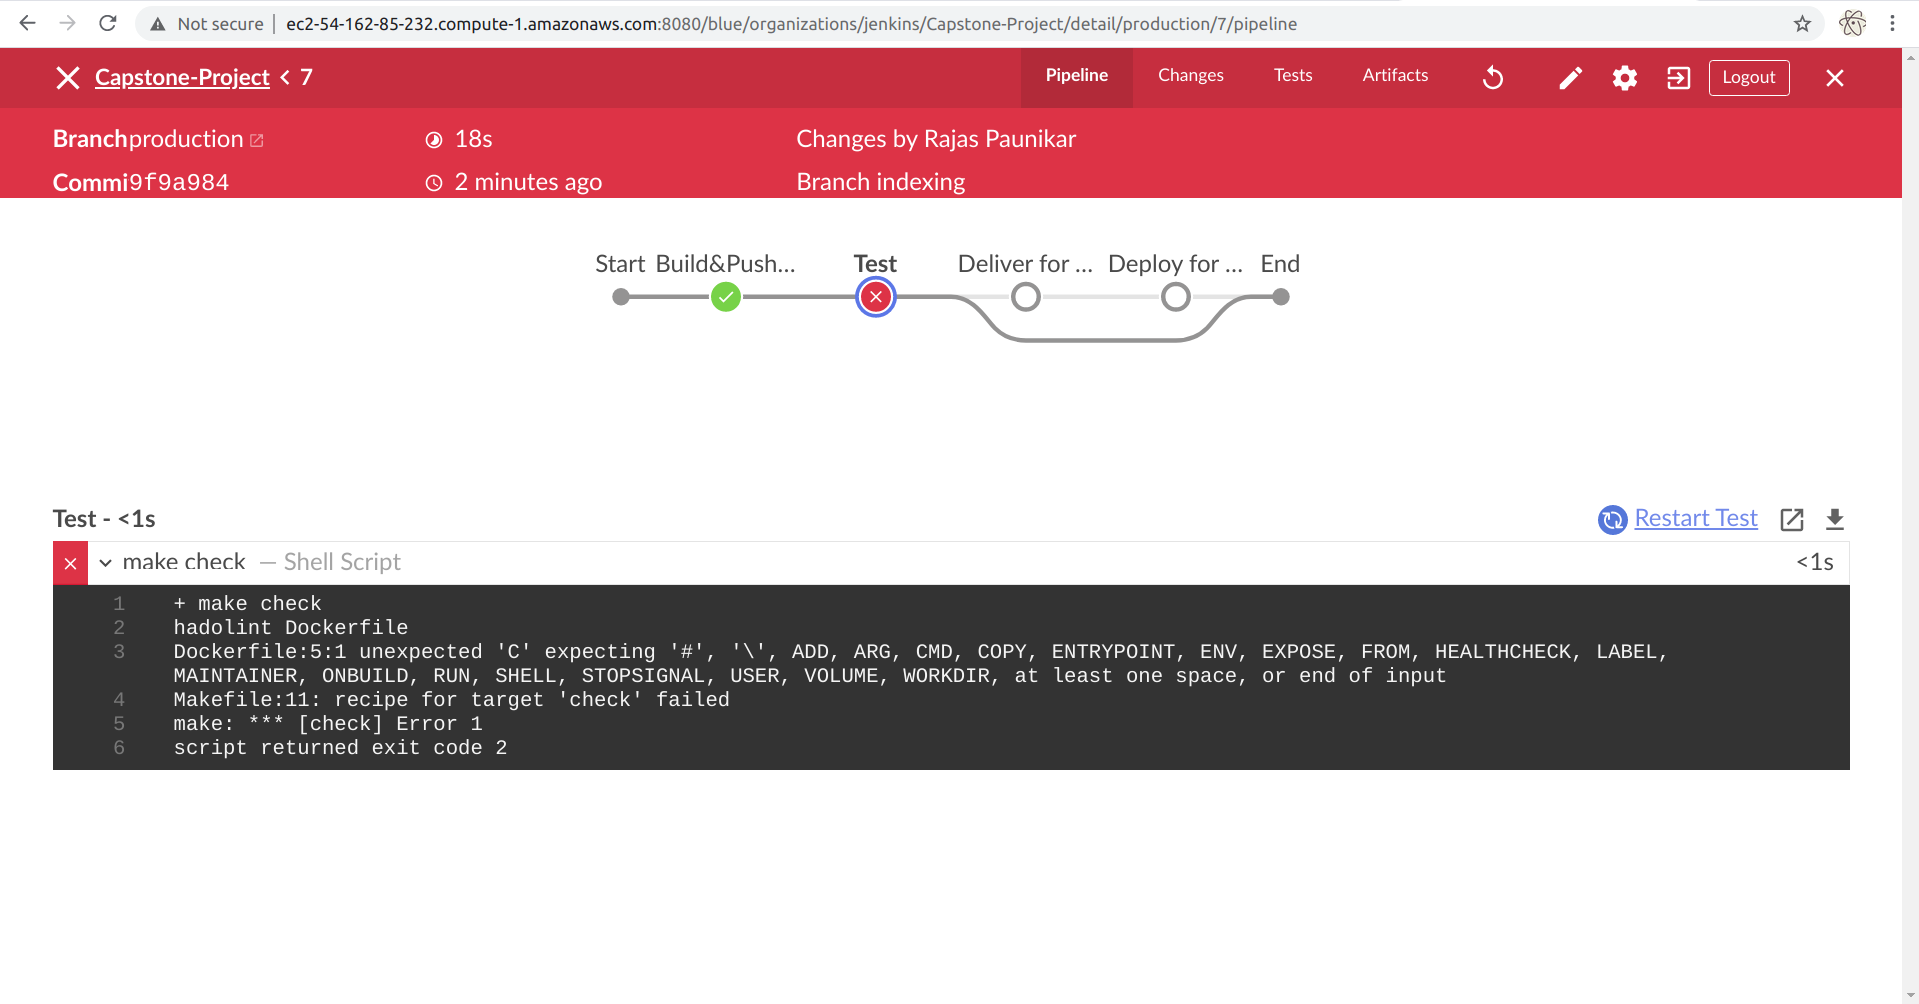 Not secure | ec2-54-162-85-232.compute-1.amazonaws.com:8080/blue/organizations/jenkins/Capstone-Project/detail/production/7/pipeline
Capstone-Project < 7 Pipeline Changes Tests Artifacts Logout
Branchproduction 18s Changes by Rajas Paunikar
Commi9f9a984 2 minutes ago Branch indexing
Start Build&Push... Test Deliver for ... Deploy for ... End
Test - <1s Restart Test
make check — Shell Script <1s
1 + make check
2 hadolint Dockerfile
3 Dockerfile:5:1 unexpected 'C' expecting '#', '\', ADD, ARG, CMD, COPY, ENTRYPOINT, ENV, EXPOSE, FROM, HEALTHCHECK, LABEL,
MAINTAINER, ONBUILD, RUN, SHELL, STOPSIGNAL, USER, VOLUME, WORKDIR, at least one space, or end of input
4 Makefile:11: recipe for target 'check' failed
5 make: *** [check] Error 1
6 script returned exit code 2